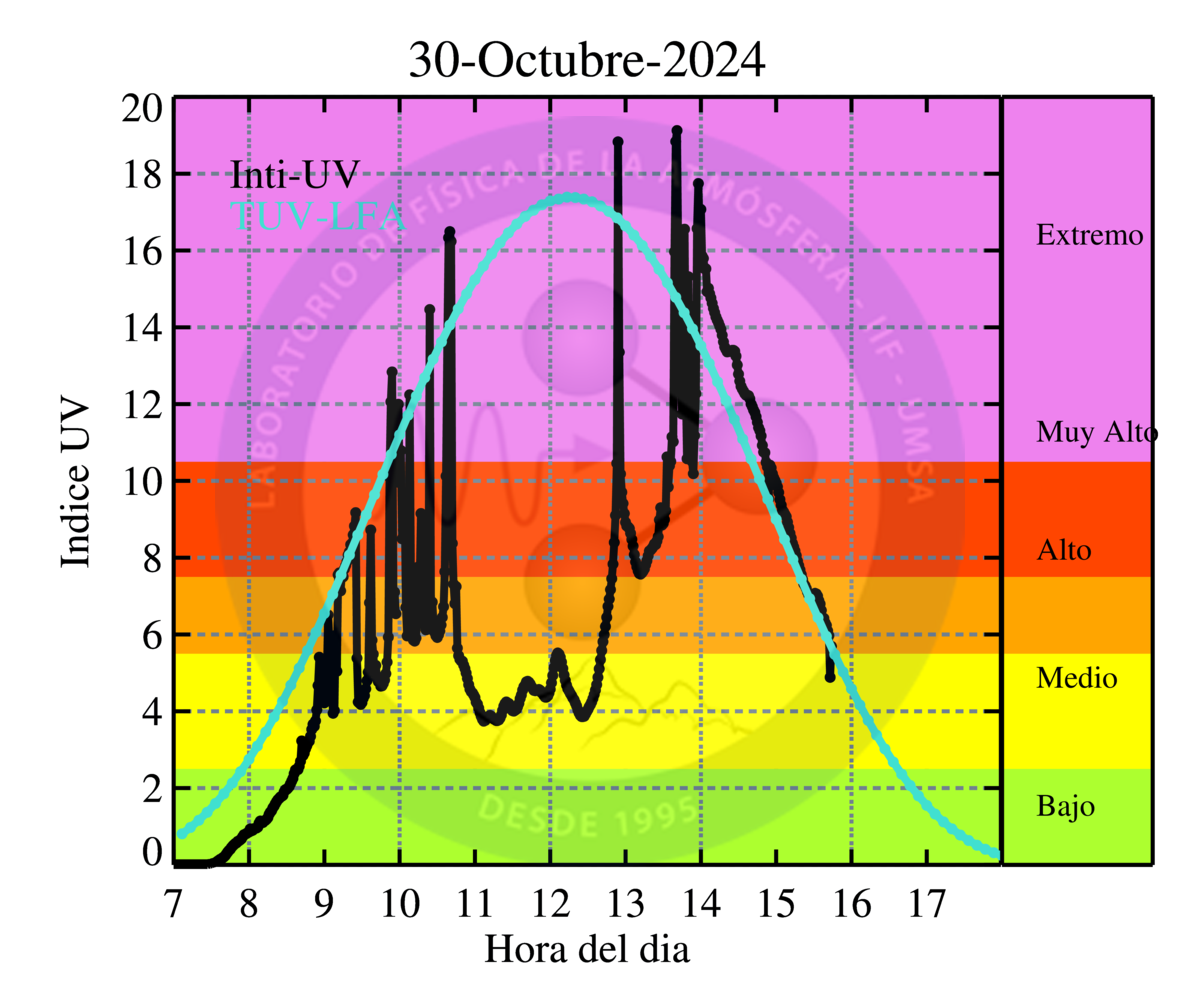 30-Octubre-2024
20
18
16
14
12
10
8
6
4
2
0
Indice UV
Inti-UV
TUV-LFA
LABORATORIO DE FÍSICA DE LA ATMÓSFERA - IIF - UMSA
DESDE 1995
Extremo
Muy Alto
Alto
Medio
Bajo
7 8 9 10 11 12 13 14 15 16 17
Hora del dia